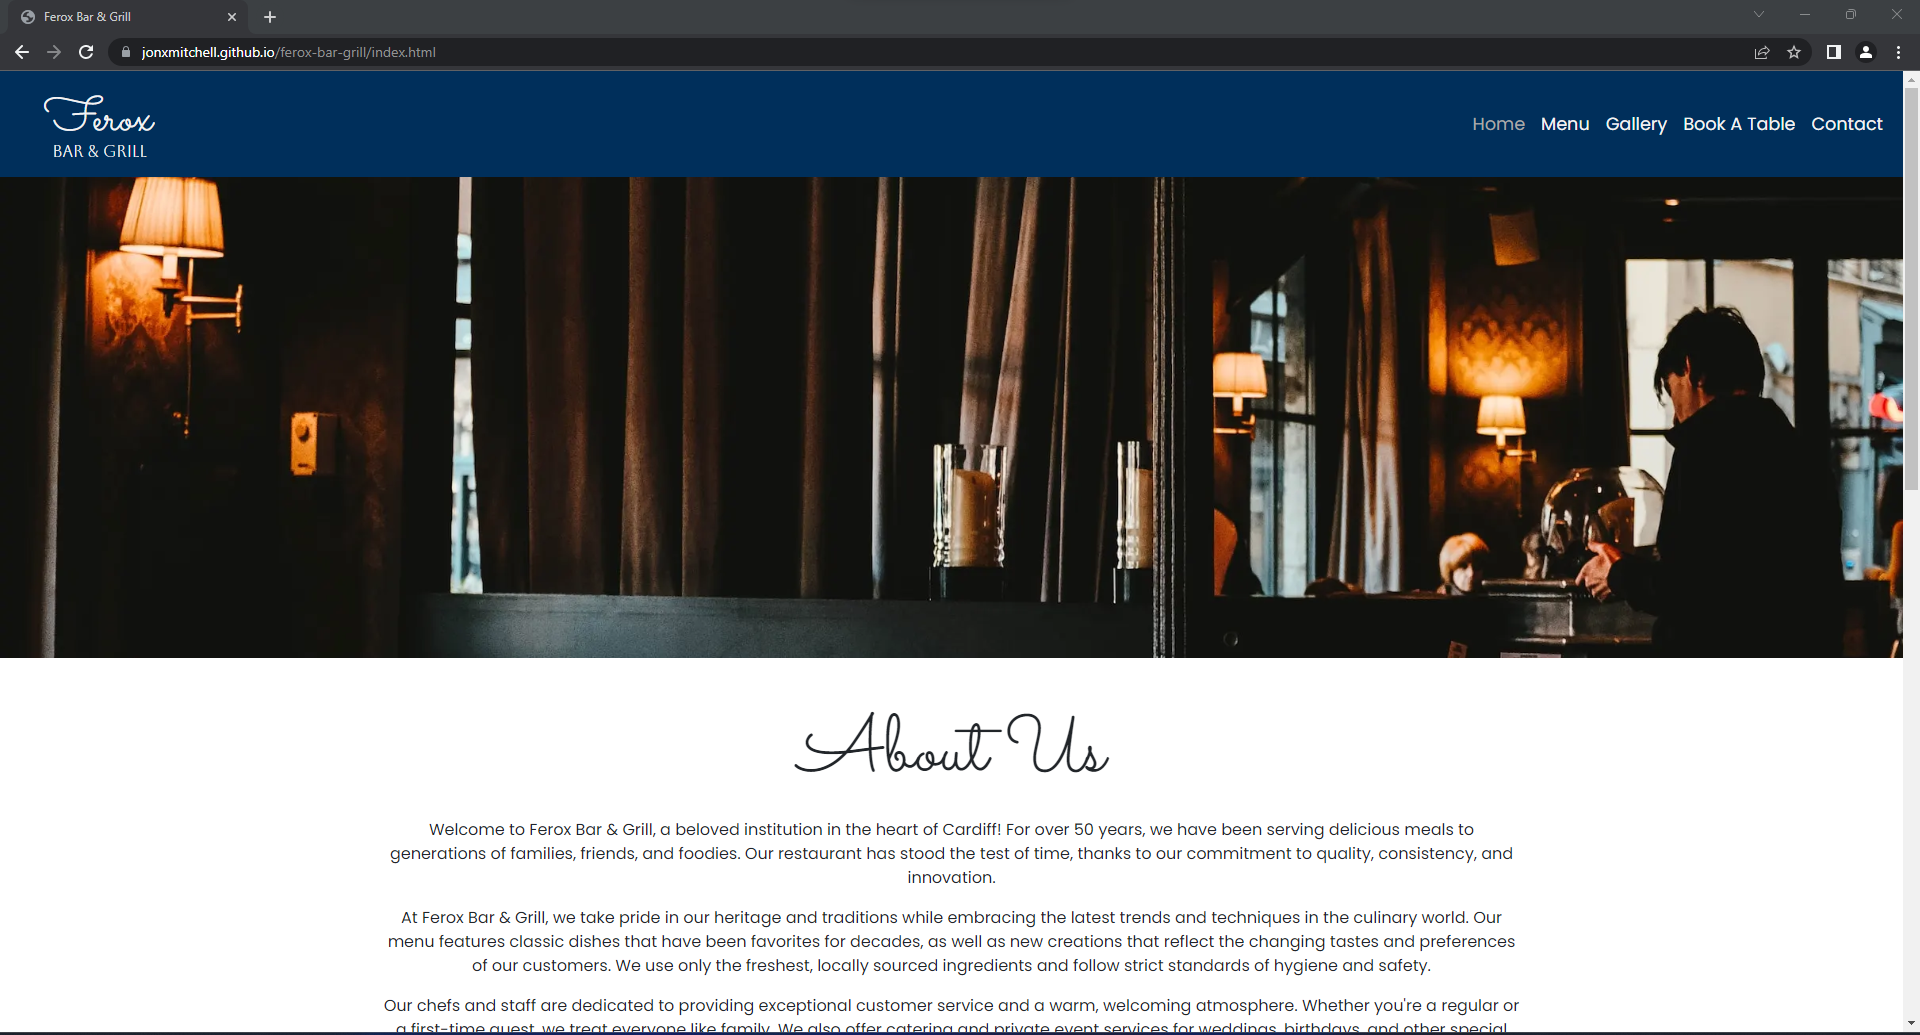 Ferox Bar & Grill
jonxmitchell.github.io/ferox-bar-grill/index.html
Ferox
BAR & GRILL
Home Menu Gallery Book A Table Contact
About Us
Welcome to Ferox Bar & Grill, a beloved institution in the heart of Cardiff! For over 50 years, we have been serving delicious meals to
generations of families, friends, and foodies. Our restaurant has stood the test of time, thanks to our commitment to quality, consistency, and
innovation.
At Ferox Bar & Grill, we take pride in our heritage and traditions while embracing the latest trends and techniques in the culinary world. Our
menu features classic dishes that have been favorites for decades, as well as new creations that reflect the changing tastes and preferences
of our customers. We use only the freshest, locally sourced ingredients and follow strict standards of hygiene and safety.
Our chefs and staff are dedicated to providing exceptional customer service and a warm, welcoming atmosphere. Whether you're a regular or
a first-time guest, we treat everyone like family. We also offer catering and private event services for weddings, birthdays, and other special